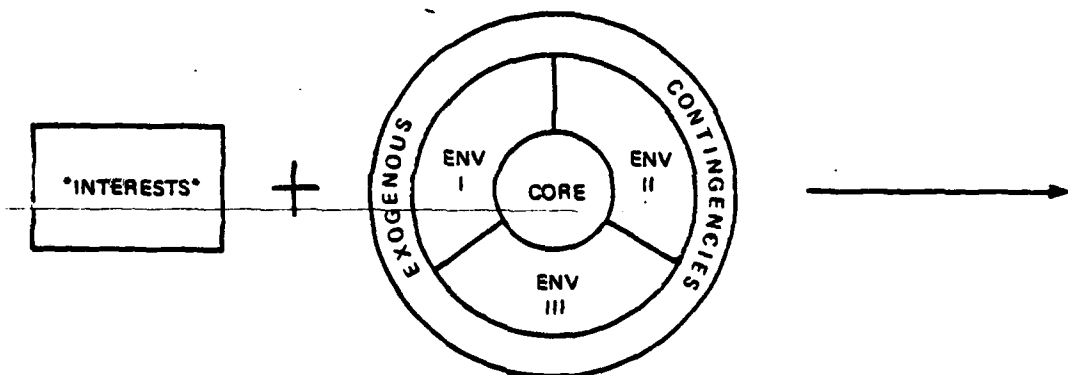 *INTERESTS*
+
EXOGENOUS
CONTINGENCIES
ENV
I
ENV
II
CORE
ENV
III